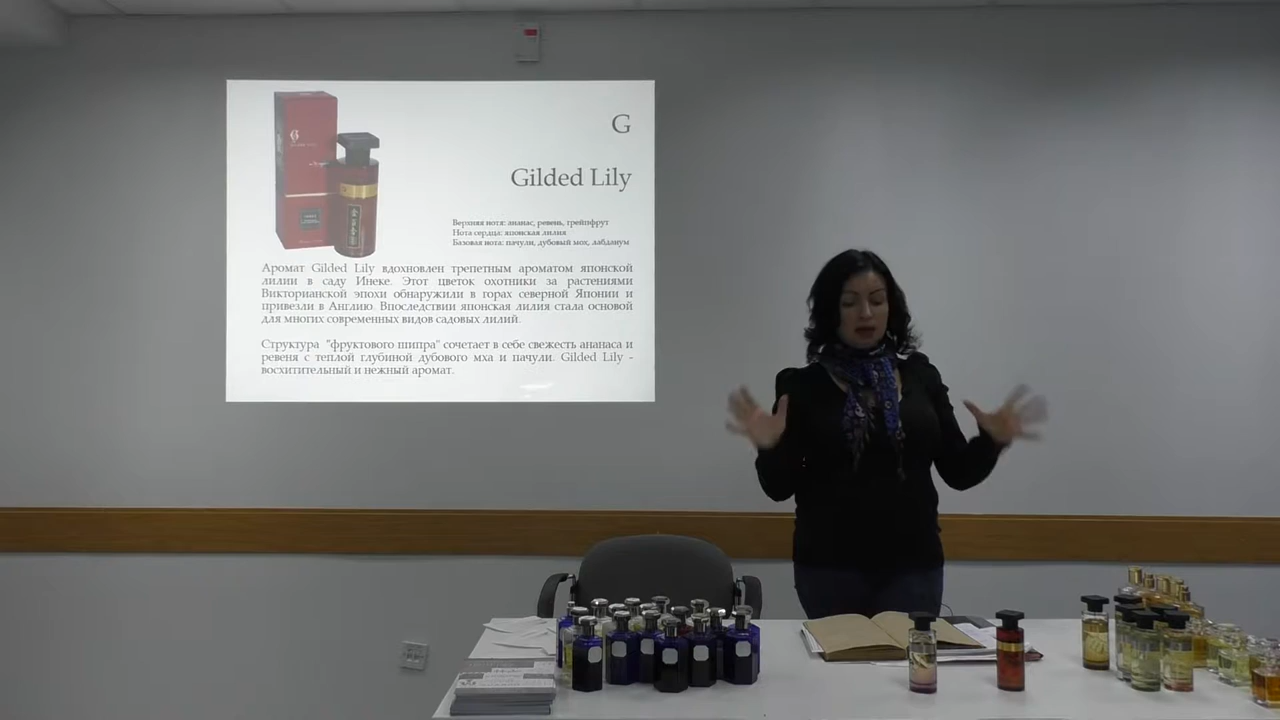 G
Gilded Lily
Верхняя нота: ананас, ревень, грейпфрут
Нота сердца: японская лилия
Базовая нота: пачули, дубовый мох, лабданум
Аромат Gilded Lily вдохновлен трепетным ароматом японской
лилии в саду Инеке. Этот цветок охотники за растениями
Викторианской эпохи обнаружили в горах северной Японии и
привезли в Англию. Впоследствии японская лилия стала основой
для многих современных видов садовых лилий.
Структура "фруктового шипра" сочетает в себе свежесть ананаса и
ревеня с теплой глубиной дубового мха и пачули. Gilded Lily -
восхитительный и нежный аромат.